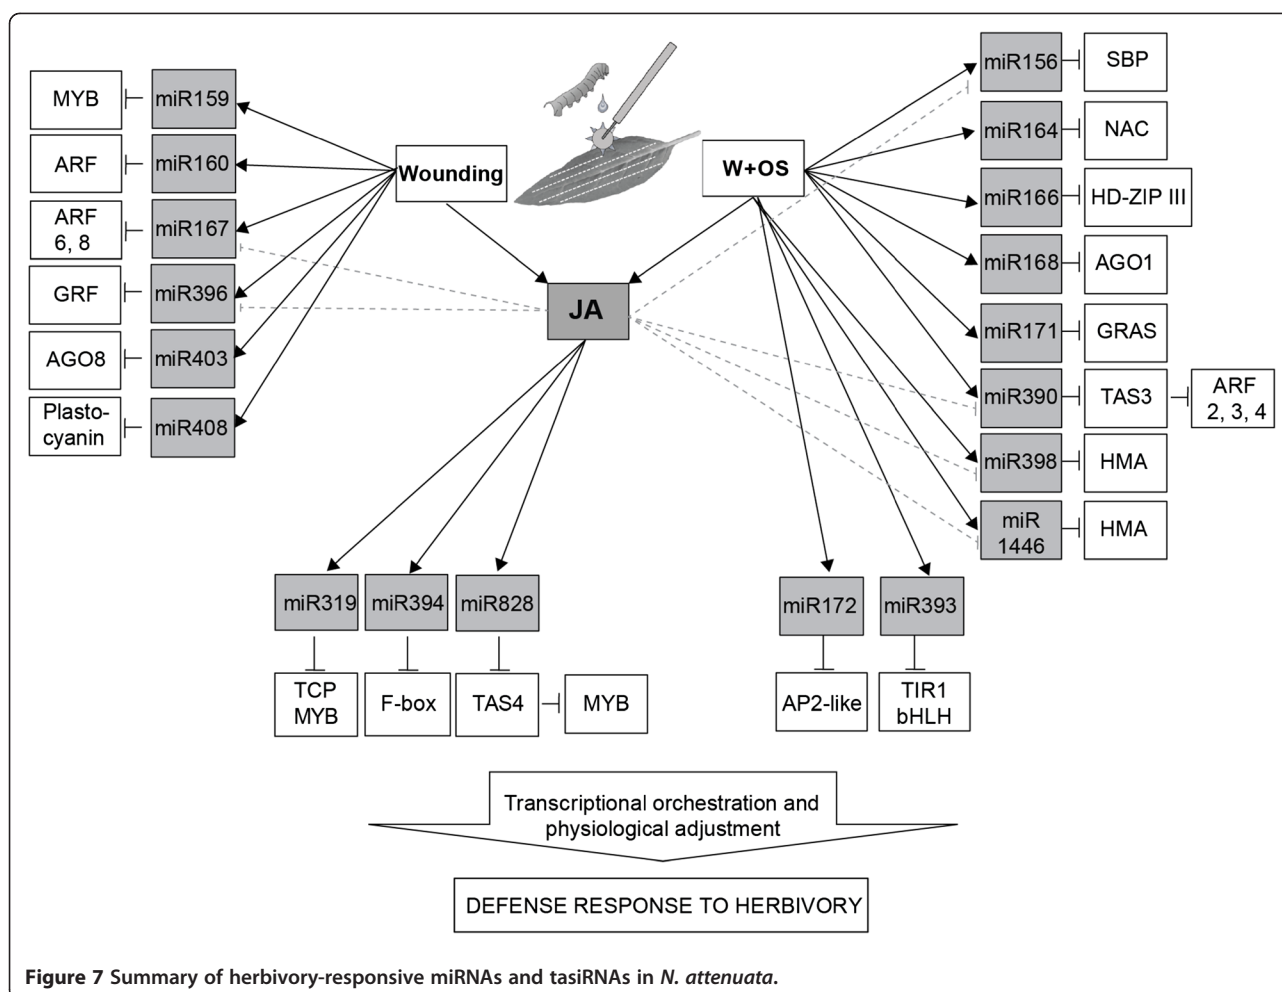 MYB
miR159
ARF
miR160
ARF
6, 8
miR167
GRF
miR396
AGO8
miR403
Plasto-
cyanin
miR408
Wounding
W+OS
JA
miR156
SBP
miR164
NAC
miR166
HD-ZIP III
miR168
AGO1
miR171
GRAS
miR390
TAS3
ARF
2, 3, 4
miR398
HMA
miR
1446
HMA
miR319
miR394
miR828
TCP
MYB
F-box
TAS4
MYB
miR172
miR393
AP2-like
TIR1
bHLH
Transcriptional orchestration and
physiological adjustment
DEFENSE RESPONSE TO HERBIVORY
Figure 7 Summary of herbivory-responsive miRNAs and tasiRNAs in N. attenuata.